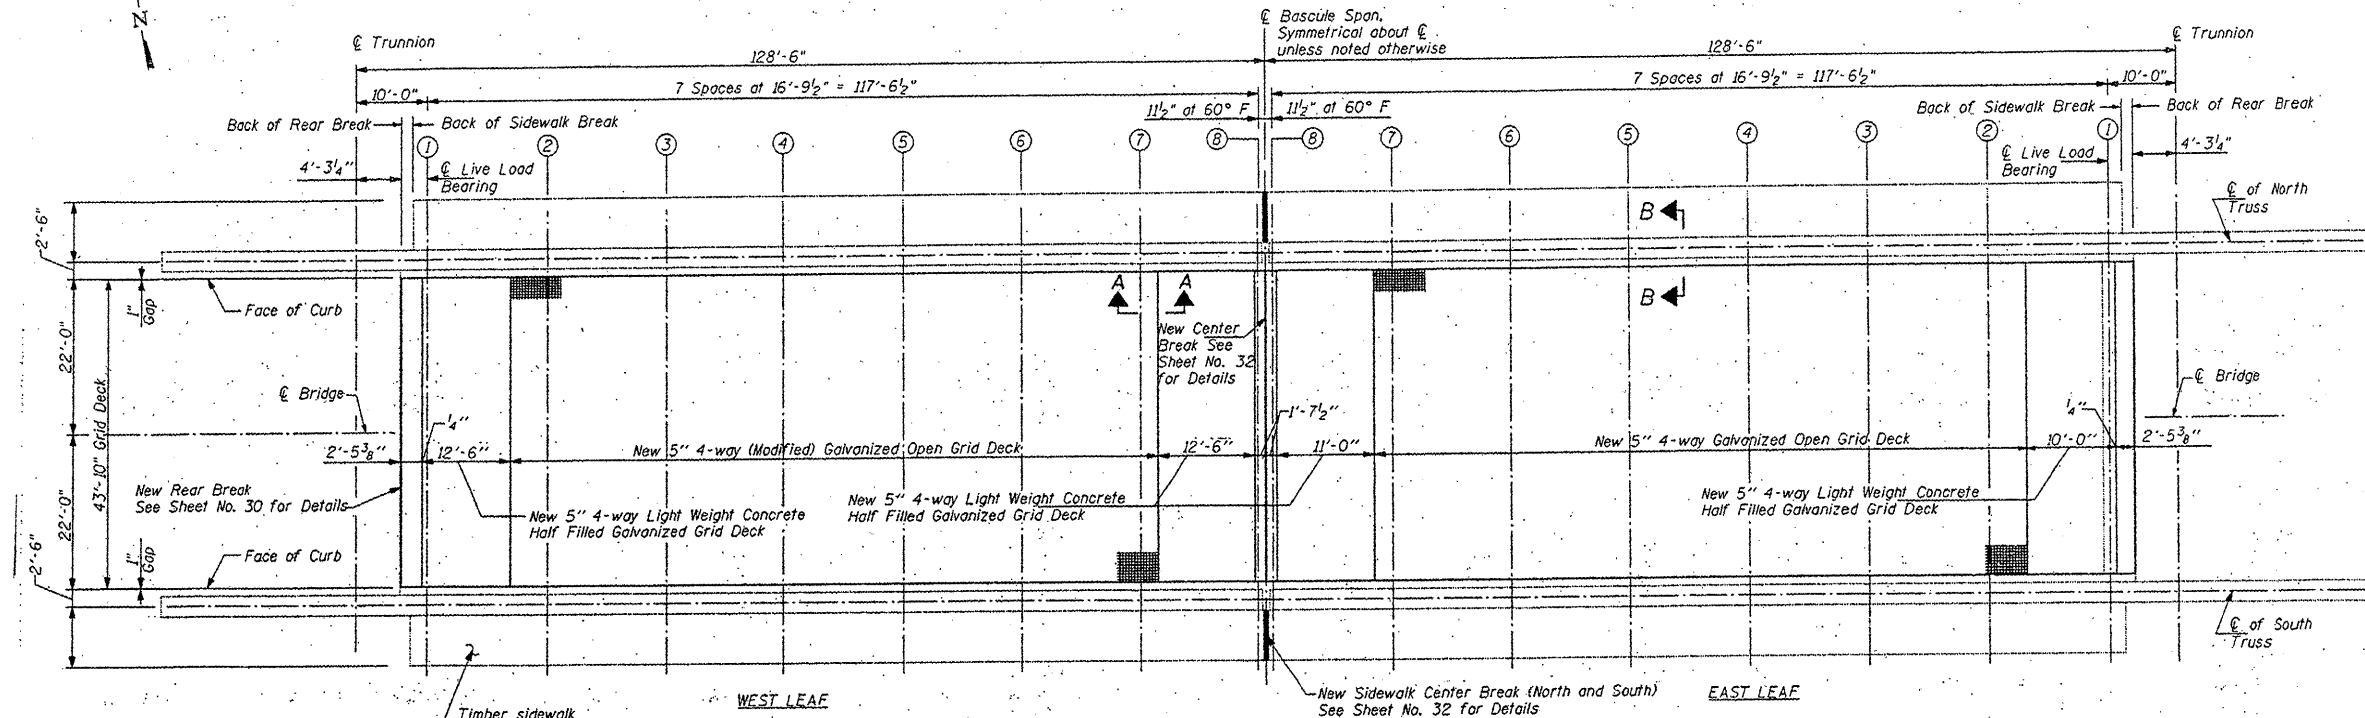 N
℄ Trunnion
128'-6"
℄ Bascule Span,
Symmetrical about ℄
unless noted otherwise
128'-6"
℄ Trunnion
7 Spaces at 16'-9½" = 117'-6½"
7 Spaces at 16'-9½" = 117'-6½"
10'-0"
10'-0"
11½" at 60° F
11½" at 60° F
Back of Rear Break
Back of Sidewalk Break
Back of Sidewalk Break
Back of Rear Break
1
2
3
4
5
6
7
8
8
7
6
5
4
3
2
1
4'-3¼"
℄ Live Load
Bearing
℄ Live Load
Bearing
4'-3¼"
℄ of North
Truss
2'-6"
B
B
A
A
1"
Gap
Face of Curb
22'-0"
43'-10" Grid Deck
New Center
Break See
Sheet No. 32
for Details
℄ Bridge
℄ Bridge
¼"
1'-7½"
¼"
2'-5⅜"
12'-6"
New 5" 4-way (Modified) Galvanized Open Grid Deck
12'-6"
11'-0"
New 5" 4-way Galvanized Open Grid Deck
10'-0"
2'-5⅜"
New Rear Break
See Sheet No. 30 for Details
New 5" 4-way Light Weight Concrete
Half Filled Galvanized Grid Deck
New 5" 4-way Light Weight Concrete
Half Filled Galvanized Grid Deck
New 5" 4-way Light Weight Concrete
Half Filled Galvanized Grid Deck
22'-0"
Face of Curb
1"
Gap
2'-6"
℄ of South
Truss
WEST LEAF
New Sidewalk Center Break (North and South)
See Sheet No. 32 for Details
EAST LEAF
Timber sidewalk